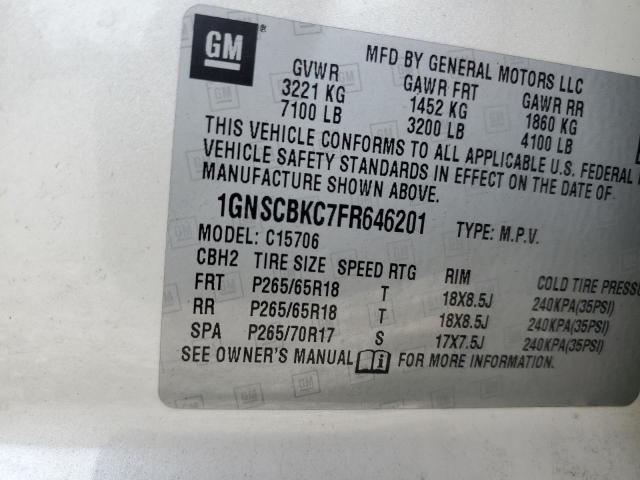 GM
MFD BY GENERAL MOTORS LLC
GVWR GAWR FRT GAWR RR
3221 KG 1452 KG 1860 KG
7100 LB 3200 LB 4100 LB
THIS VEHICLE CONFORMS TO ALL APPLICABLE U.S. FEDERAL
VEHICLE SAFETY STANDARDS IN EFFECT ON THE DATE OF
MANUFACTURE SHOWN ABOVE.
1GNSCBKC7FR646201 TYPE: M.P.V.
MODEL: C15706
CBH2 TIRE SIZE SPEED RTG RIM COLD TIRE PRESSU
FRT P265/65R18 T 18X8.5J 240KPA(35PSI)
RR P265/65R18 T 18X8.5J 240KPA(35PSI)
SPA P265/70R17 S 17X7.5J 240KPA(35PSI)
SEE OWNER'S MANUAL i FOR MORE INFORMATION.